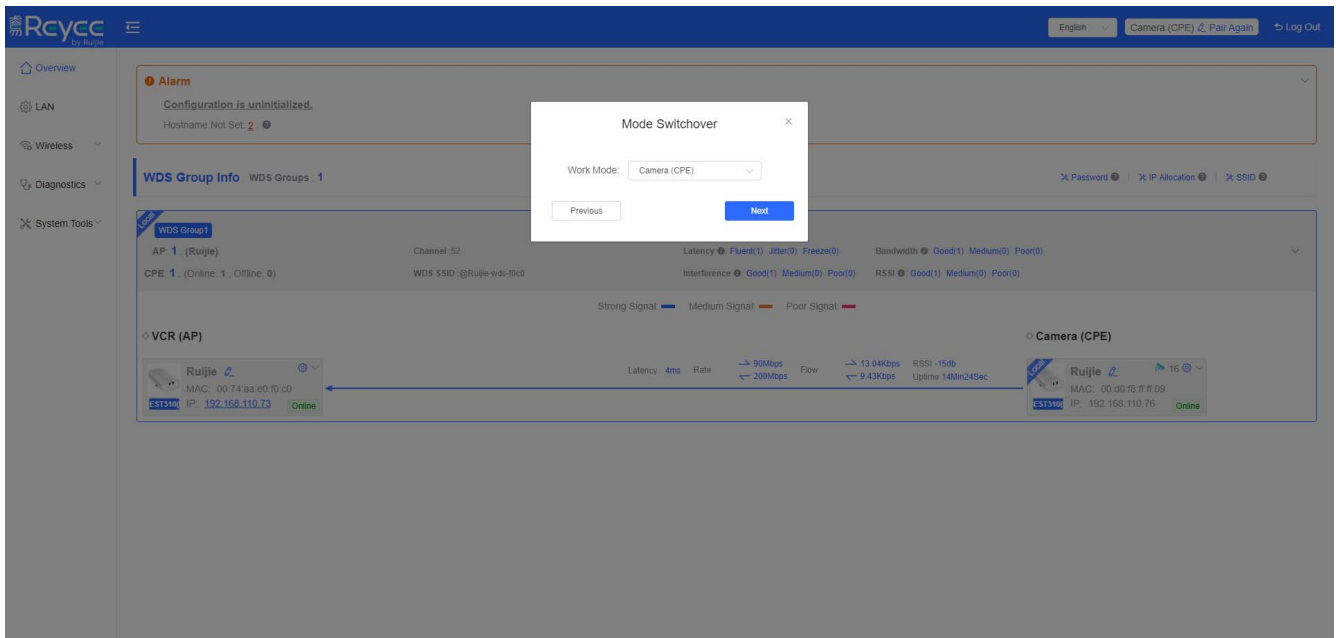 Reyee
by Ruijie
English
Camera (CPE) Pair Again
Log Out
Overview
LAN
Wireless
Diagnostics
System Tools
Alarm
Configuration is uninitialized.
Hostname Not Set: 2 .
Mode Switchover
Work Mode: Camera (CPE)
Previous Next
WDS Group Info WDS Groups : 1
Password IP Allocation SSID
Local
WDS Group1
AP 1 (Ruijie) Channel :52 Latency Fluent(1) Jitter(0) Freeze(0) Bandwidth Good(1) Medium(0) Poor(0)
CPE 1 (Online: 1 , Offline: 0) WDS SSID :@Ruijie-wds-f0c0 Interference Good(1) Medium(0) Poor(0) RSSI Good(1) Medium(0) Poor(0)
Strong Signal: Medium Signal: Poor Signal:
VCR (AP)
Camera (CPE)
Ruijie
MAC: 00:74:aa:e0:f0:c0
EST310( IP: 192.168.110.73 Online
Latency 4ms Rate 90Mbps 200Mbps Flow 13.04Kbps 9.43Kbps RSSI -15db Uptime 14Min24Sec
Local
Ruijie 16
MAC: 00:d0:f8:ff:ff:09
EST310( IP: 192.168.110.76 Online